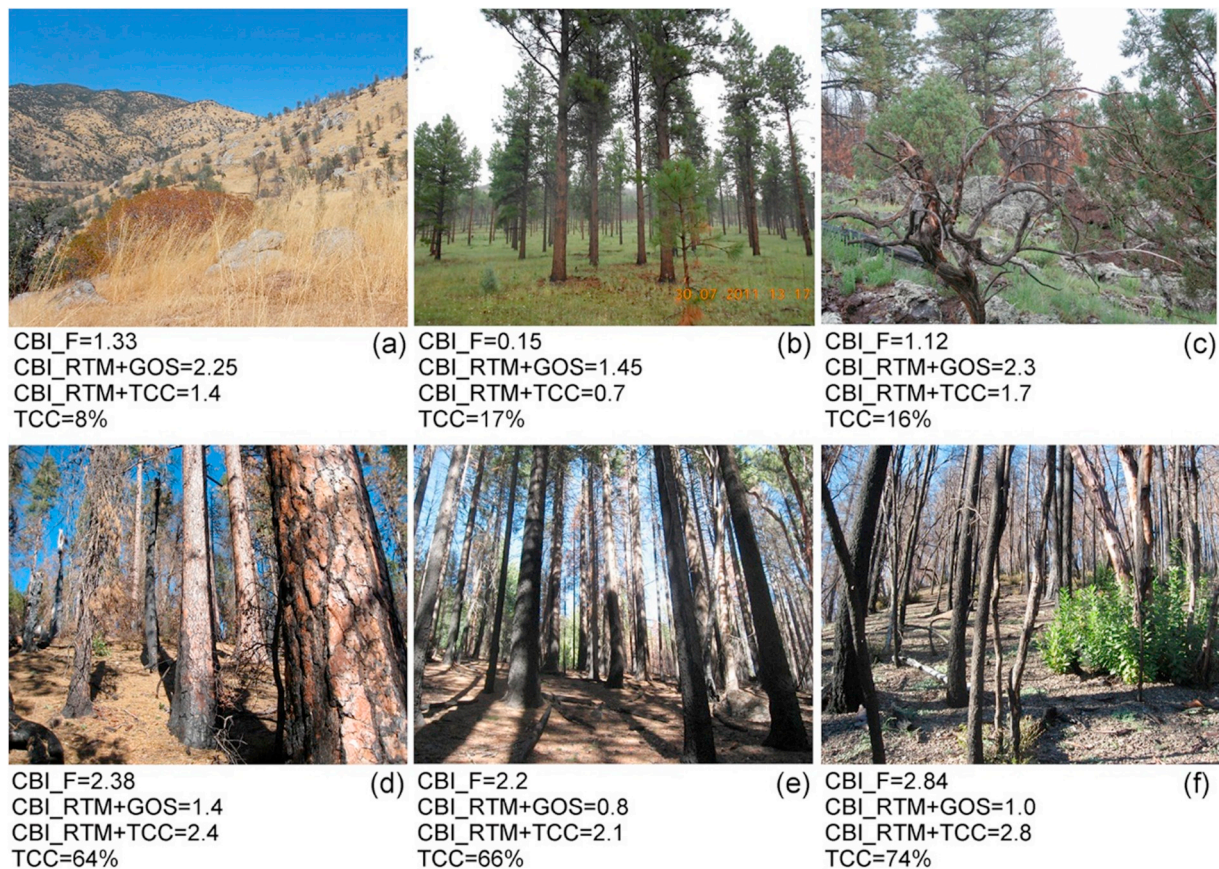 30 07 2011 13 17
CBI_F=1.33 (a)
CBI_RTM+GOS=2.25
CBI_RTM+TCC=1.4
TCC=8%
CBI_F=0.15 (b)
CBI_RTM+GOS=1.45
CBI_RTM+TCC=0.7
TCC=17%
CBI_F=1.12 (c)
CBI_RTM+GOS=2.3
CBI_RTM+TCC=1.7
TCC=16%
CBI_F=2.38 (d)
CBI_RTM+GOS=1.4
CBI_RTM+TCC=2.4
TCC=64%
CBI_F=2.2 (e)
CBI_RTM+GOS=0.8
CBI_RTM+TCC=2.1
TCC=66%
CBI_F=2.84 (f)
CBI_RTM+GOS=1.0
CBI_RTM+TCC=2.8
TCC=74%